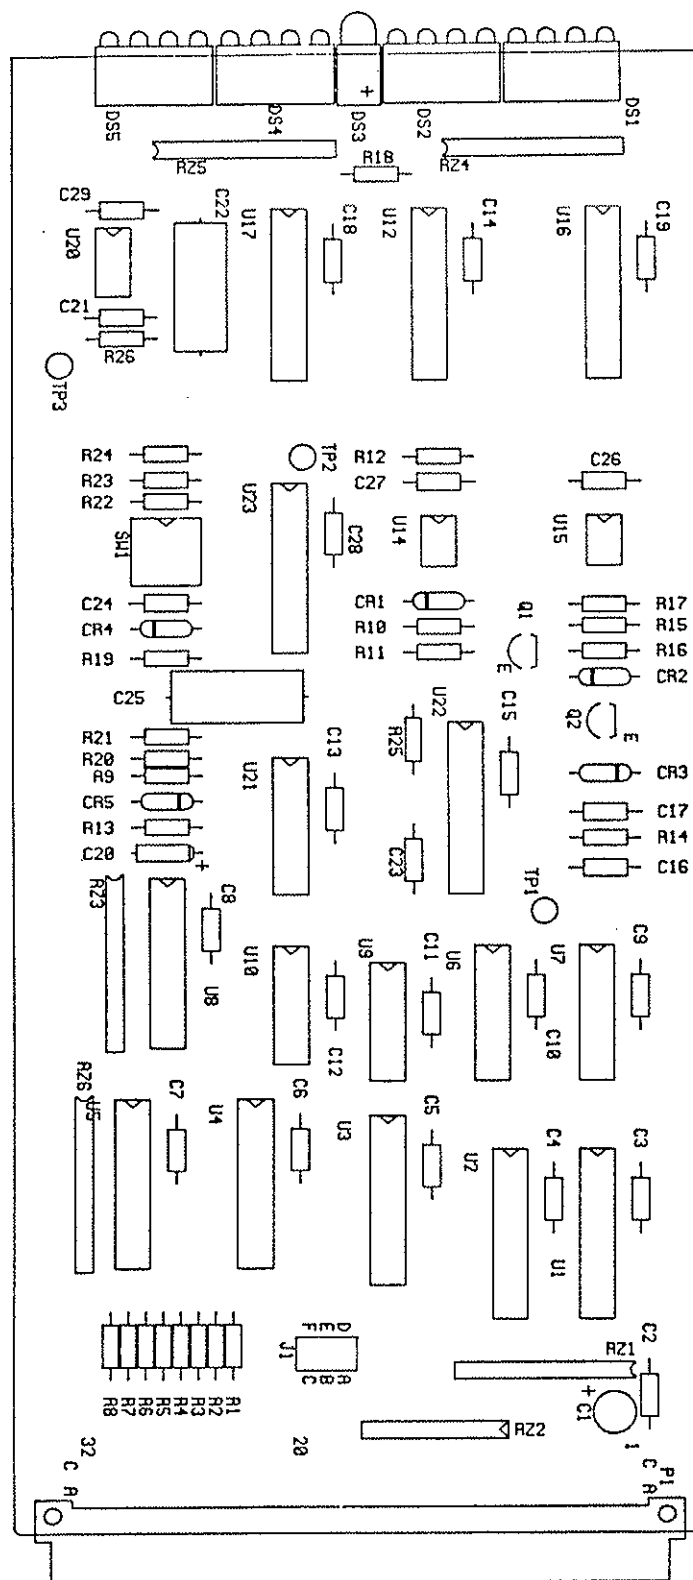 DS5
DS4
DS3
+
DS2
DS1
RZ5
R18
RZ4
C29
U20
C22
U17
C18
U12
C14
U16
C19
C21
R26
TP3
R24
R23
R22
SW1
TP2
U23
C28
R12
C27
U14
C26
U15
C24
CR4
R19
CR1
R10
R11
Q1
E
R17
R15
R16
CR2
C25
R25
U22
C15
Q2
E
R21
R20
R9
CR5
R13
C20
+
U21
C13
C23
CR3
C17
R14
C16
TP1
RZ3
C8
U8
U10
C12
U9
C11
U6
C10
U7
C9
RZ6
U5
C7
U4
C6
U3
C5
U2
C4
U1
C3
F E D
J1
C B A
R8
R7
R6
R5
R4
R3
R2
R1
RZ1
C2
+
C1
RZ2
32
20
1
C
A
C
A
P1